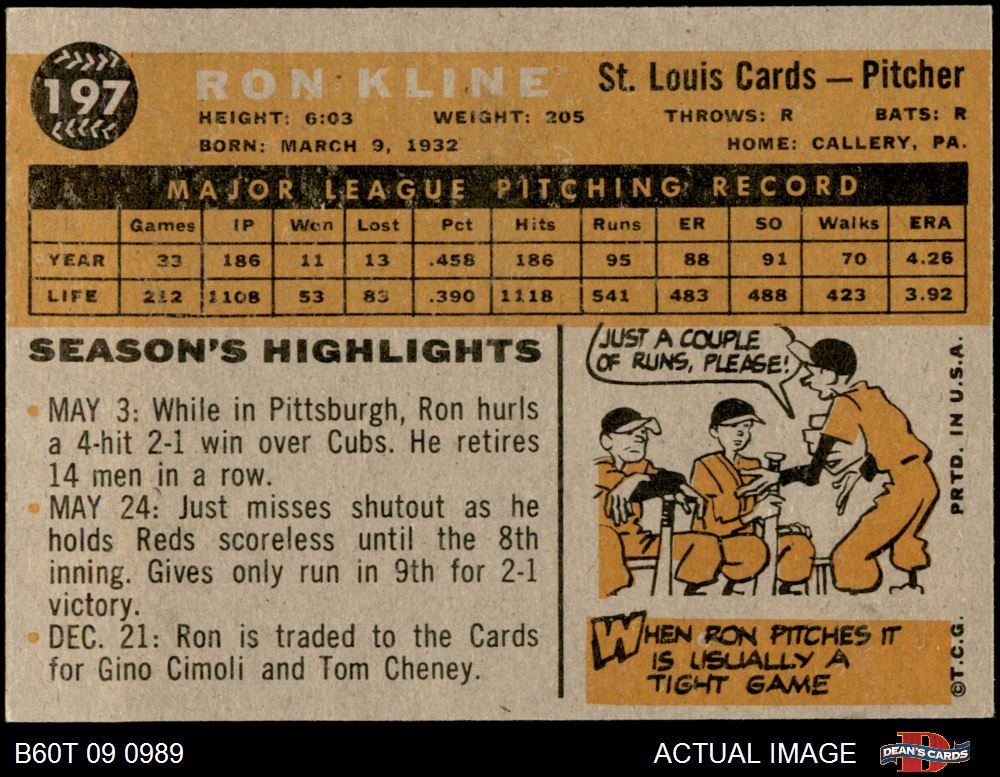 197
RON KLINE
St. Louis Cards — Pitcher
HEIGHT: 6:03 WEIGHT: 205 THROWS: R BATS: R
BORN: MARCH 9, 1932 HOME: CALLERY, PA.
MAJOR LEAGUE PITCHING RECORD
Games IP Won Lost Pct Hits Runs ER SO Walks ERA
YEAR 33 186 11 13 .458 186 95 88 91 70 4.26
LIFE 212 1108 53 83 .390 1118 541 483 488 423 3.92
SEASON'S HIGHLIGHTS
• MAY 3: While in Pittsburgh, Ron hurls
a 4-hit 2-1 win over Cubs. He retires
14 men in a row.
• MAY 24: Just misses shutout as he
holds Reds scoreless until the 8th
inning. Gives only run in 9th for 2-1
victory.
• DEC. 21: Ron is traded to the Cards
for Gino Cimoli and Tom Cheney.
JUST A COUPLE
OF RUNS, PLEASE!
WHEN RON PITCHES IT
IS USUALLY A
TIGHT GAME
©T.C.G. PRTD. IN U.S.A.
B60T 09 0989 ACTUAL IMAGE
DEAN'S CARDS